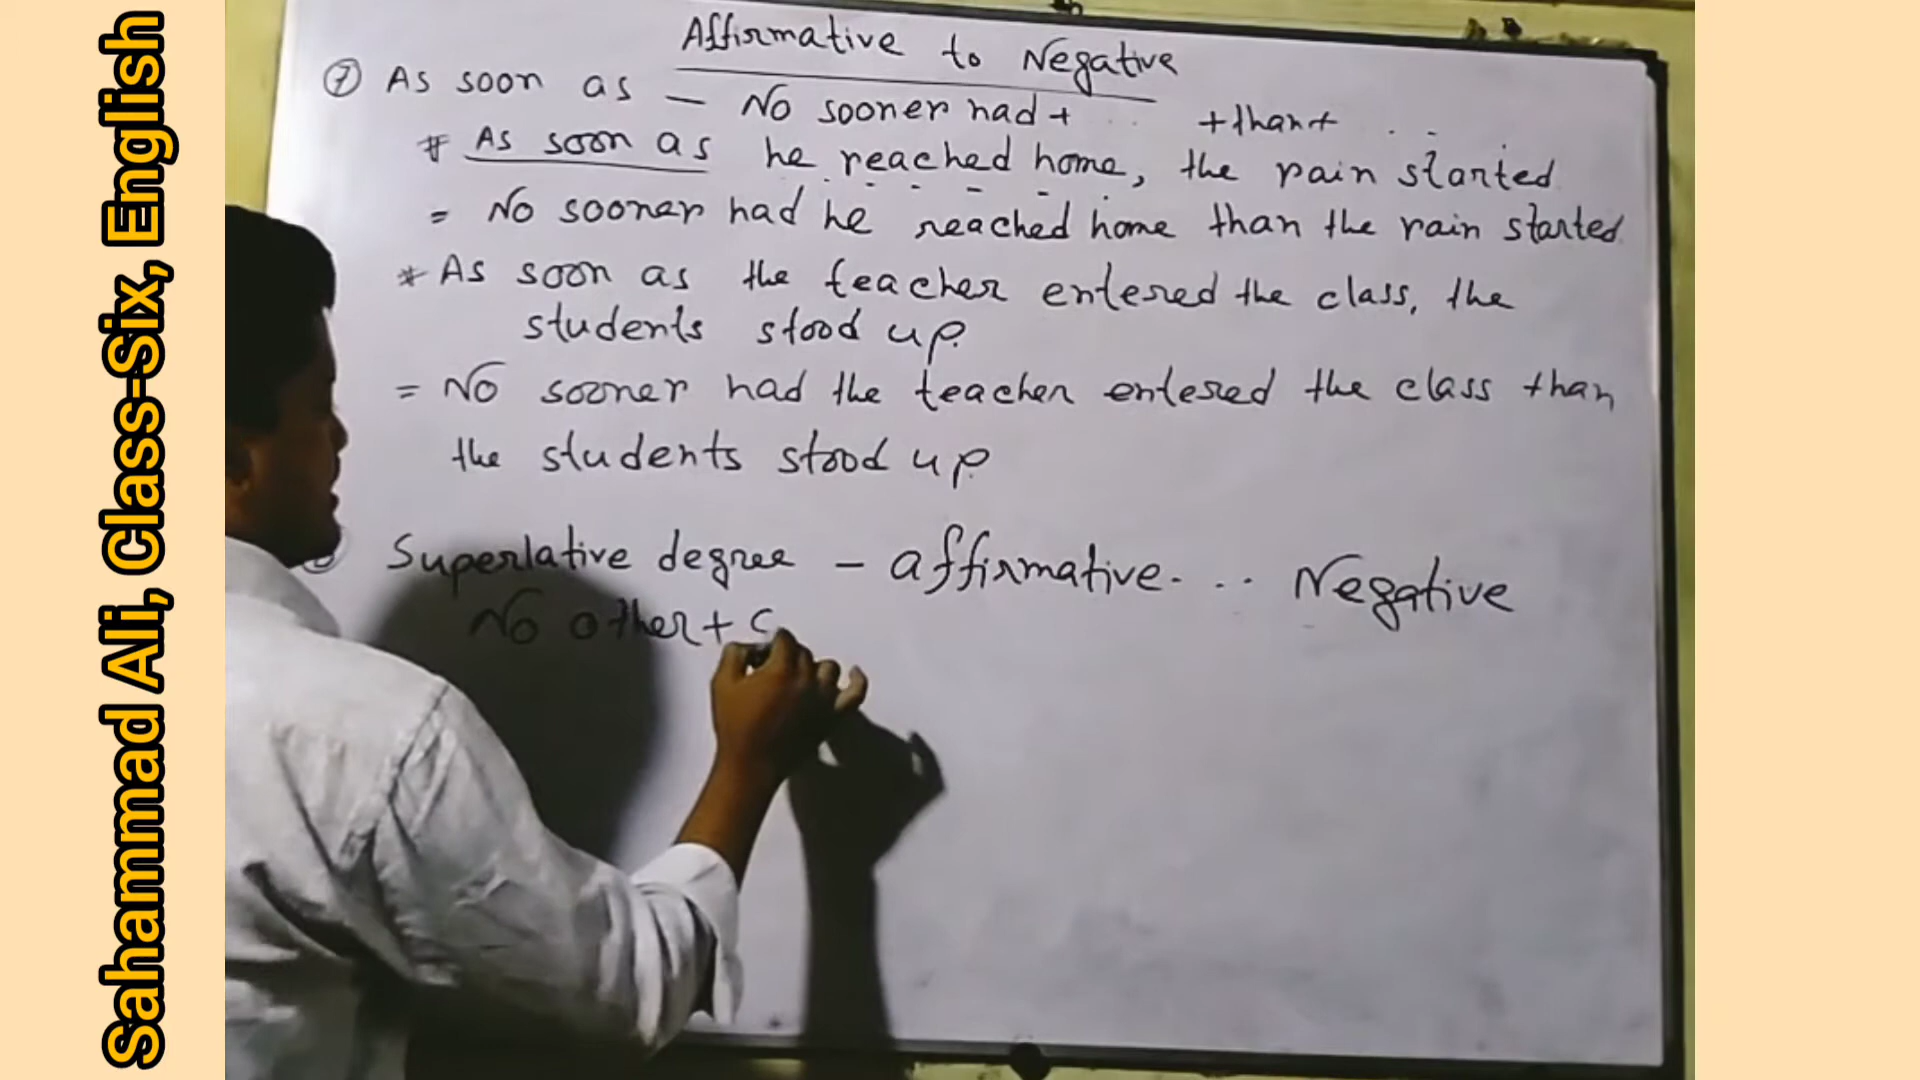 Sahammad Ali, Class-Six, English
Affirmative to Negative
7 As soon as — No sooner had + .. + than + ...
# As soon as he reached home, the rain started.
= No sooner had he reached home than the rain started.
* As soon as the teacher entered the class, the
students stood up.
= No sooner had the teacher entered the class than
the students stood up.
Superlative degree – affirmative. .. Negative
No other + c